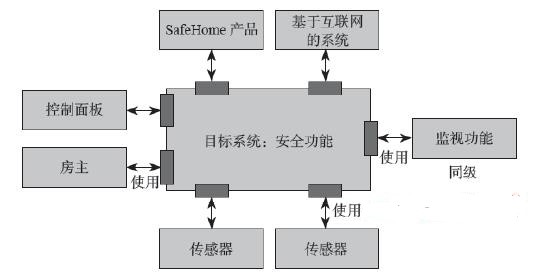 SafeHome 产品
基于互联网
的系统
控制面板
目标系统：安全功能
监视功能
使用
同级
房主
使用
使用
传感器
传感器